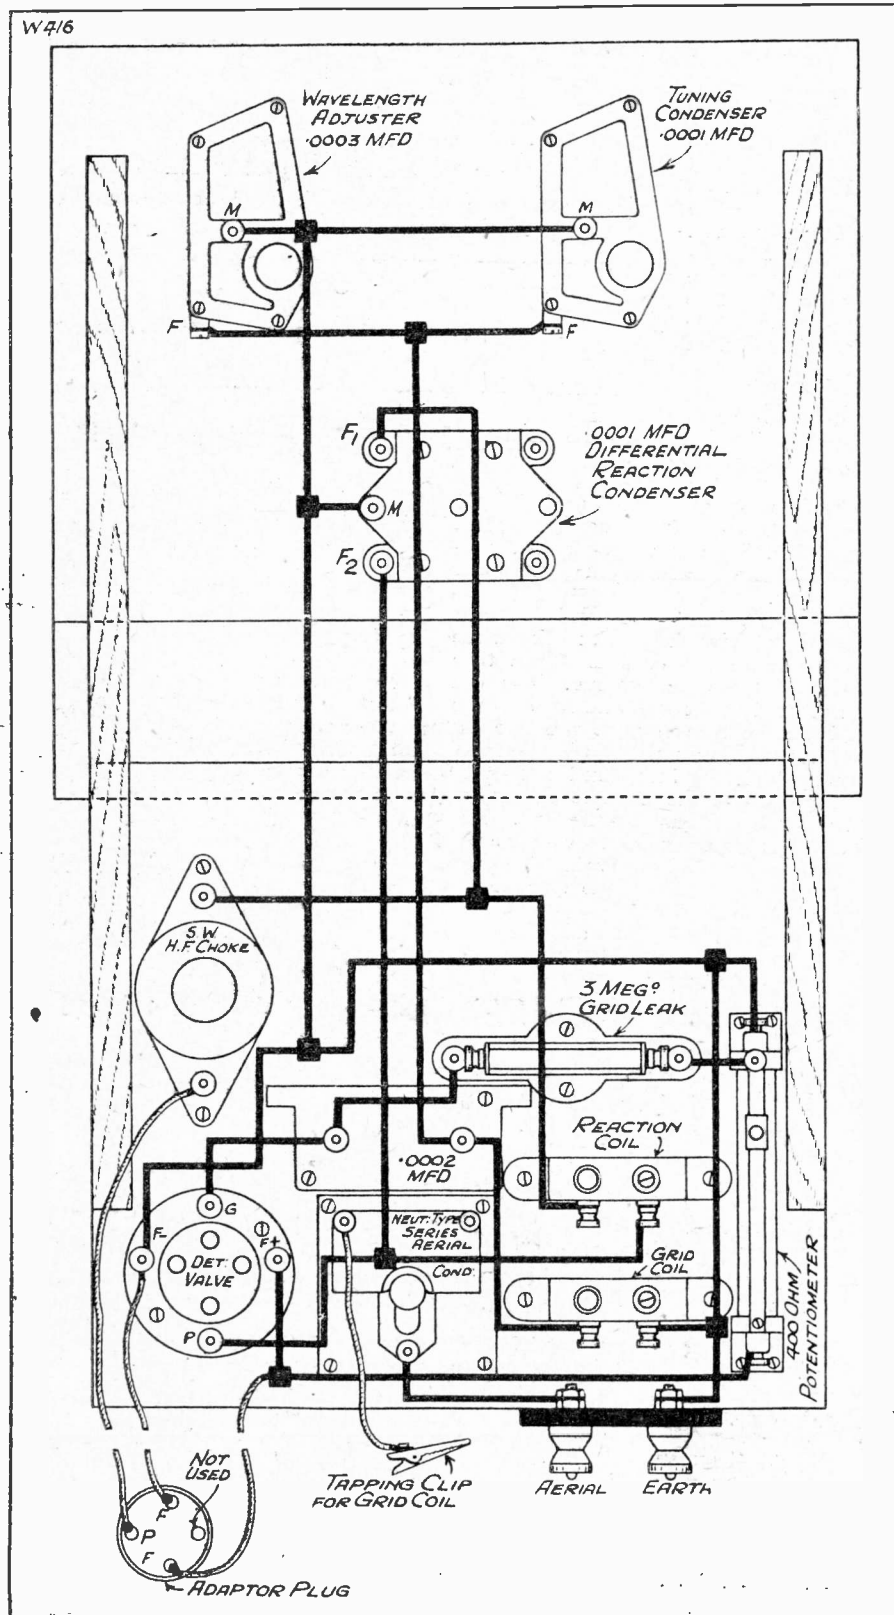 W416
WAVELENGTH
ADJUSTER
.0003 MFD
TUNING
CONDENSER
.0001 MFD
M
M
F
F
F1
.0001 MFD
DIFFERENTIAL
REACTION
CONDENSER
M
F2
S.W.
H.F. CHOKE
3 MEGº
GRID LEAK
REACTION
COIL
.0002
MFD
G
NEUT: TYPE
SERIES
AERIAL
COND
F-
F+
DET:
VALVE
GRID
COIL
P
400 OHM
POTENTIOMETER
NOT
USED
TAPPING CLIP
FOR GRID COIL
AERIAL
EARTH
F
P
F
ADAPTOR PLUG